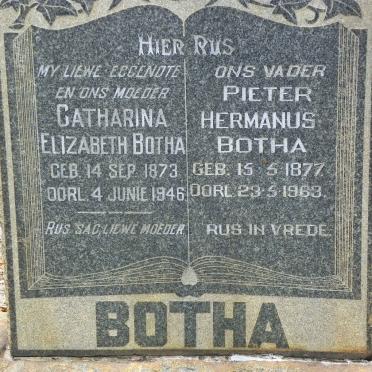 HIER RUS
MY LIEWE EGGENOTE
EN ONS MOEDER
CATHARINA
ELIZABETH BOTHA
GEB. 14 SEP. 1873
OORL. 4 JUNIE 1946
RUS SAG, LIEWE MOEDER.
ONS VADER
PIETER
HERMANUS
BOTHA
GEB. 15·5·1877
OORL. 23·5·1963.
RUS IN VREDE
BOTHA